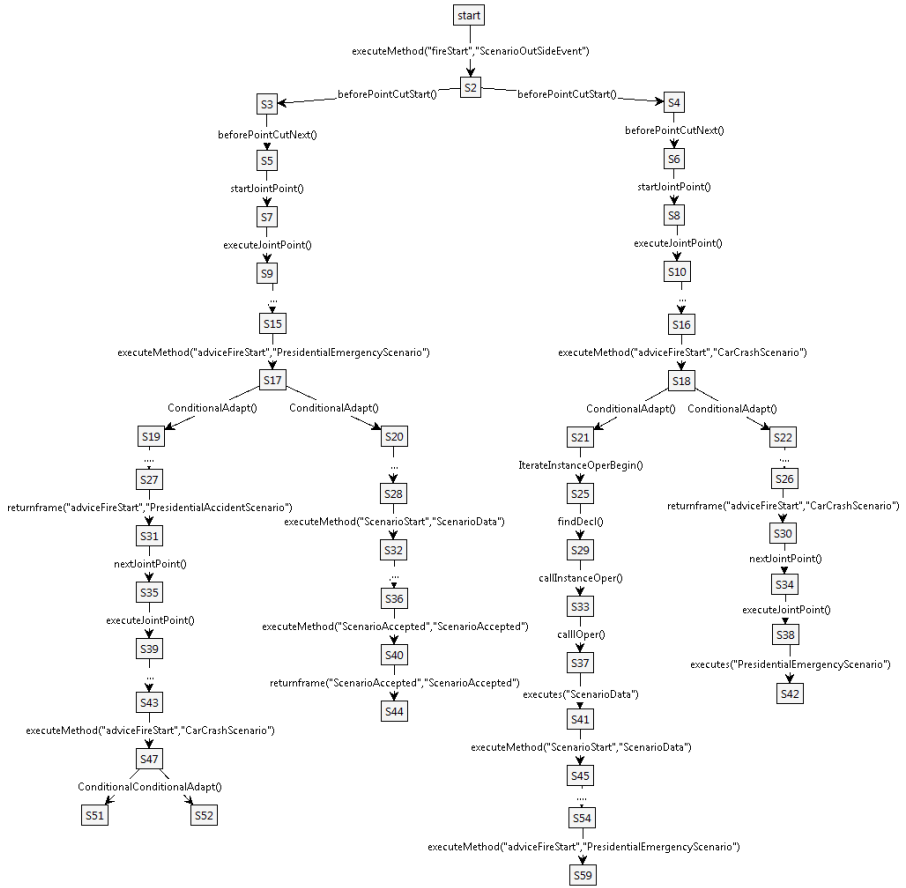 start
executeMethod("fireStart","ScenarioOutSideEvent")
S2
beforePointCutStart()
beforePointCutStart()
S3
S4
beforePointCutNext()
beforePointCutNext()
S5
S6
startJointPoint()
startJointPoint()
S7
S8
executeJointPoint()
executeJointPoint()
S9
S10
....
...
S15
S16
executeMethod("adviceFireStart","PresidentialEmergencyScenario")
executeMethod("adviceFireStart","CarCrashScenario")
S17
S18
ConditionalAdapt()
ConditionalAdapt()
ConditionalAdapt()
ConditionalAdapt()
S19
S20
S21
S22
....
...
IterateInstanceOperBegin()
....
S27
S28
S25
S26
returnframe("adviceFireStart","PresidentialAccidentScenario")
executeMethod("ScenarioStart","ScenarioData")
findDecl()
returnframe("adviceFireStart","CarCrashScenario")
S31
S32
S29
S30
nextJointPoint()
....
callInstanceOper()
nextJointPoint()
S35
S36
S33
S34
executeJointPoint()
executeMethod("ScenarioAccepted","ScenarioAccepted")
callIOper()
executeJointPoint()
S39
S40
S37
S38
...
returnframe("ScenarioAccepted","ScenarioAccepted")
executes("ScenarioData")
executes("PresidentialEmergencyScenario")
S43
S44
S41
S42
executeMethod("adviceFireStart","CarCrashScenario")
executeMethod("ScenarioStart","ScenarioData")
S47
S45
ConditionalConditionalAdapt()
....
S51
S52
S54
executeMethod("adviceFireStart","PresidentialEmergencyScenario")
S59